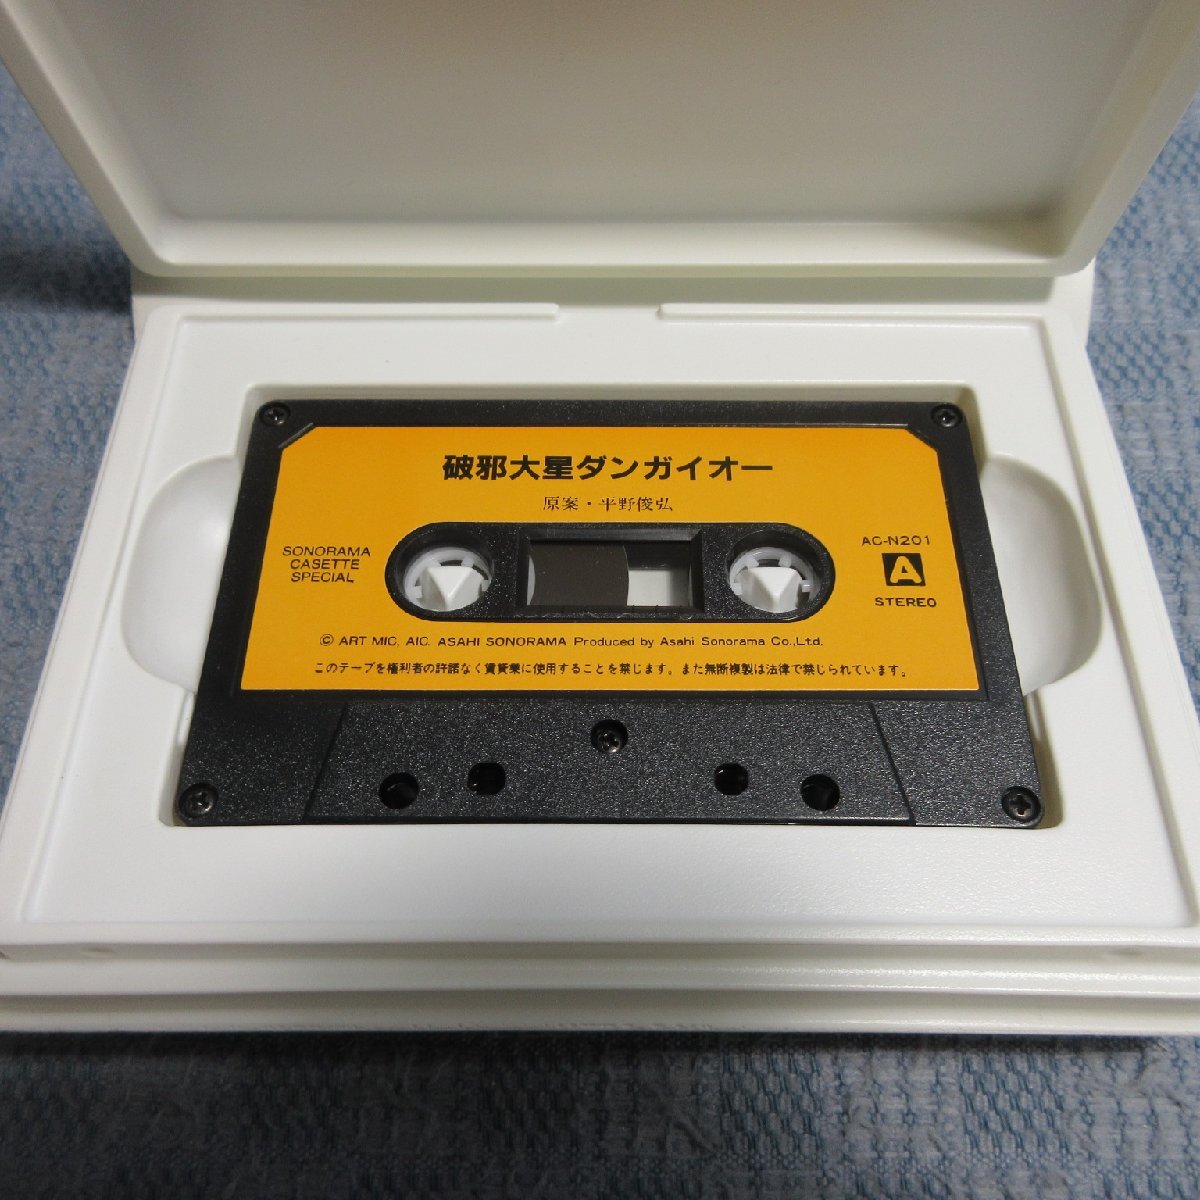 破邪大星ダンガイオー
原案・平野俊弘
SONORAMA
CASETTE
SPECIAL
AC-N201
A
STEREO
© ART MIC, AIC, ASAHI SONORAMA Produced by Asahi Sonorama Co.,Ltd.
このテープを権利者の許諾なく賃貸業に使用することを禁じます。また無断複製は法律で禁じられています。